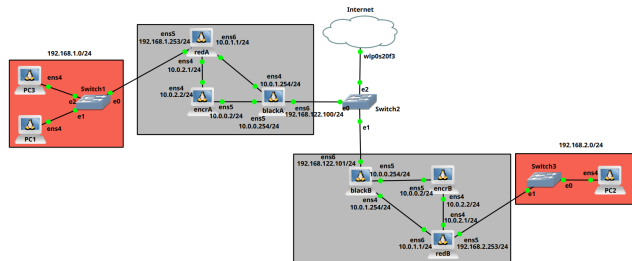 Internet
wlp0s20f3
192.168.1.0/24
ens4
PC3
Switch1
e2
e0
e1
PC1
ens4
ens5
192.168.1.253/24
redA
ens6
10.0.1.1/24
ens4
10.0.2.1/24
ens4
10.0.2.2/24
encrA
ens5
10.0.0.2/24
ens4
10.0.1.254/24
blackA
ens5
10.0.0.254/24
ens6
192.168.122.100/24
e0
e2
Switch2
e1
ens6
192.168.122.101/24
blackB
ens5
10.0.0.254/24
ens4
10.0.1.254/24
ens5
10.0.0.2/24
encrB
ens4
10.0.2.2/24
ens4
10.0.2.1/24
ens6
10.0.1.1/24
redB
ens5
192.168.2.253/24
192.168.2.0/24
Switch3
e1
e0
ens4
PC2